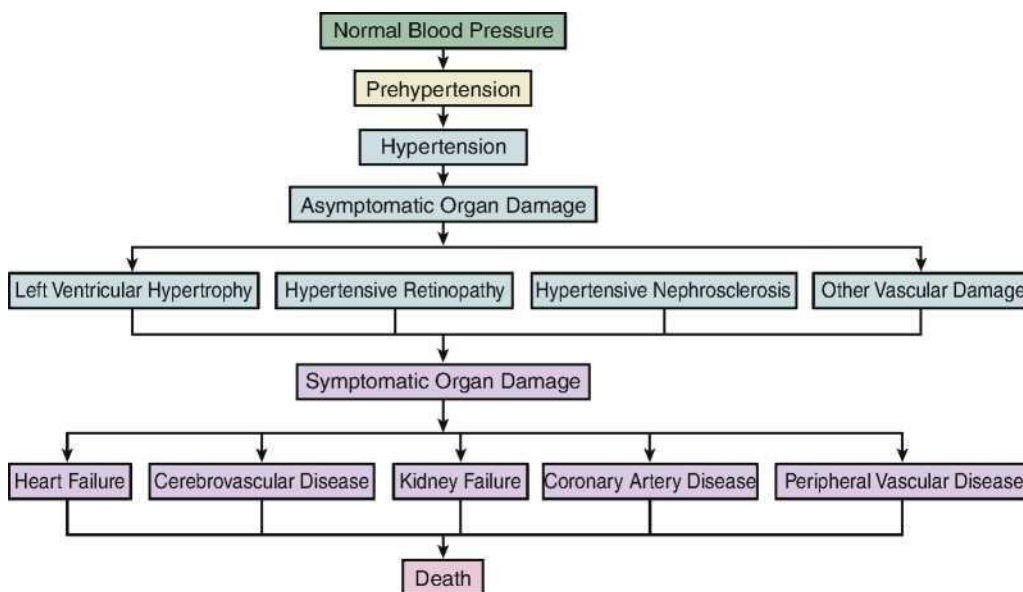 Normal Blood Pressure
Prehypertension
Hypertension
Asymptomatic Organ Damage
Left Ventricular Hypertrophy
Hypertensive Retinopathy
Hypertensive Nephrosclerosis
Other Vascular Damage
Symptomatic Organ Damage
Heart Failure
Cerebrovascular Disease
Kidney Failure
Coronary Artery Disease
Peripheral Vascular Disease
Death